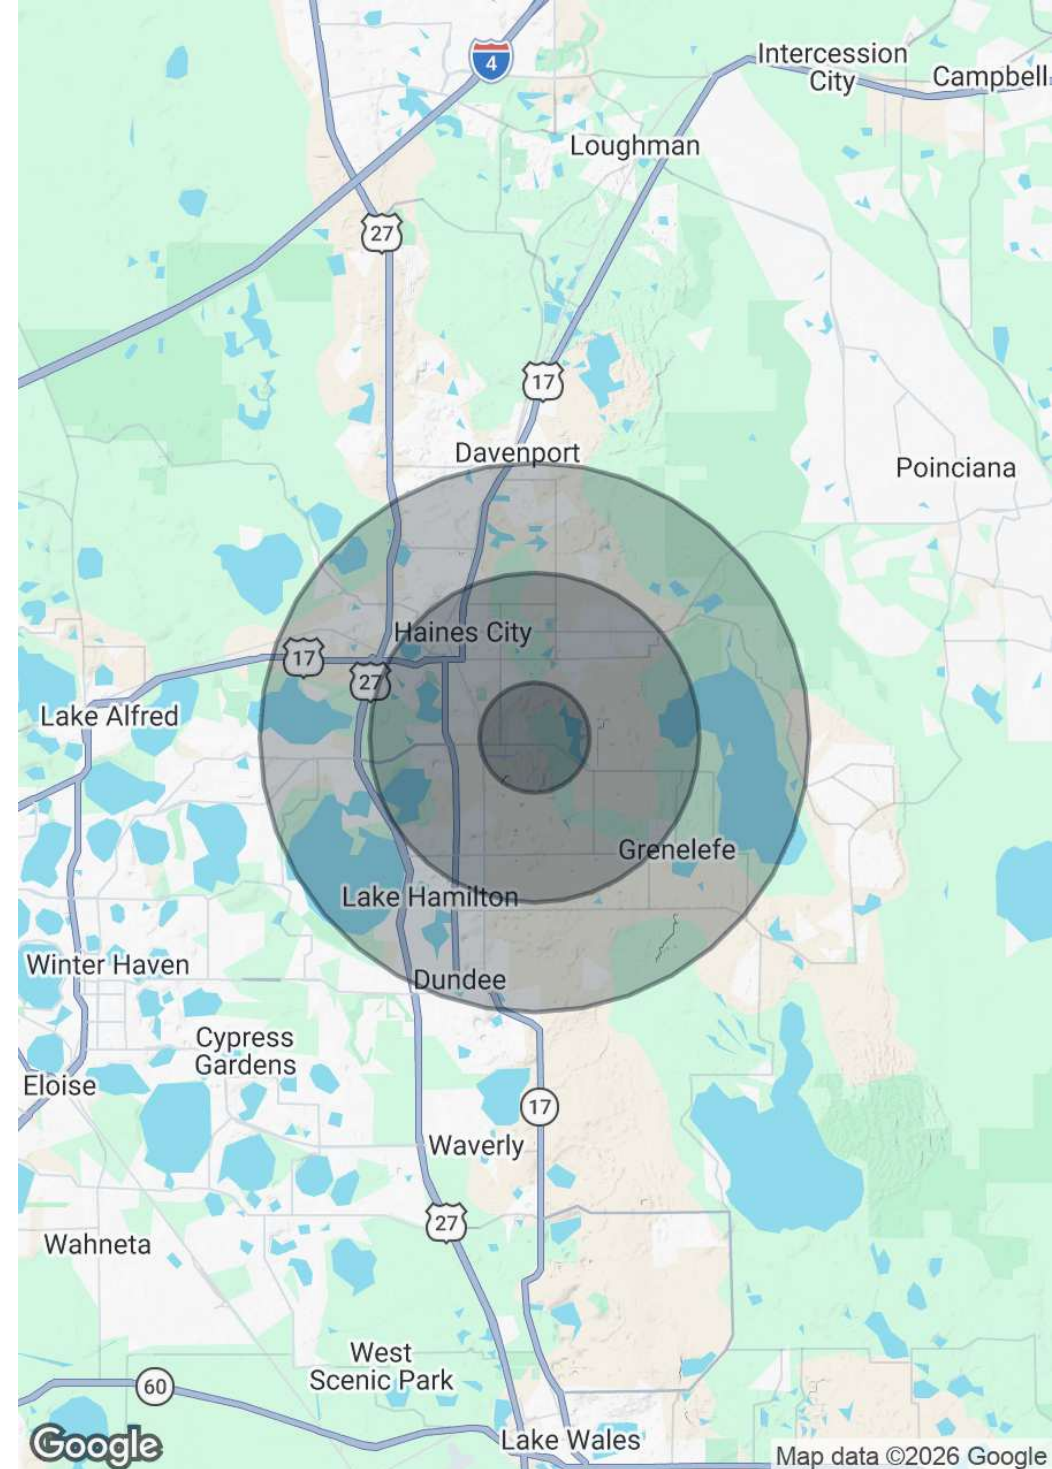 4
Intercession
City
Campbell
Loughman
27
17
Davenport
Poinciana
Haines City
17
27
Lake Alfred
Grenelefe
Lake Hamilton
Winter Haven
Dundee
Cypress
Gardens
Eloise
17
Waverly
27
Wahneta
West
Scenic Park
60
Lake Wales
Google
Map data ©2026 Google